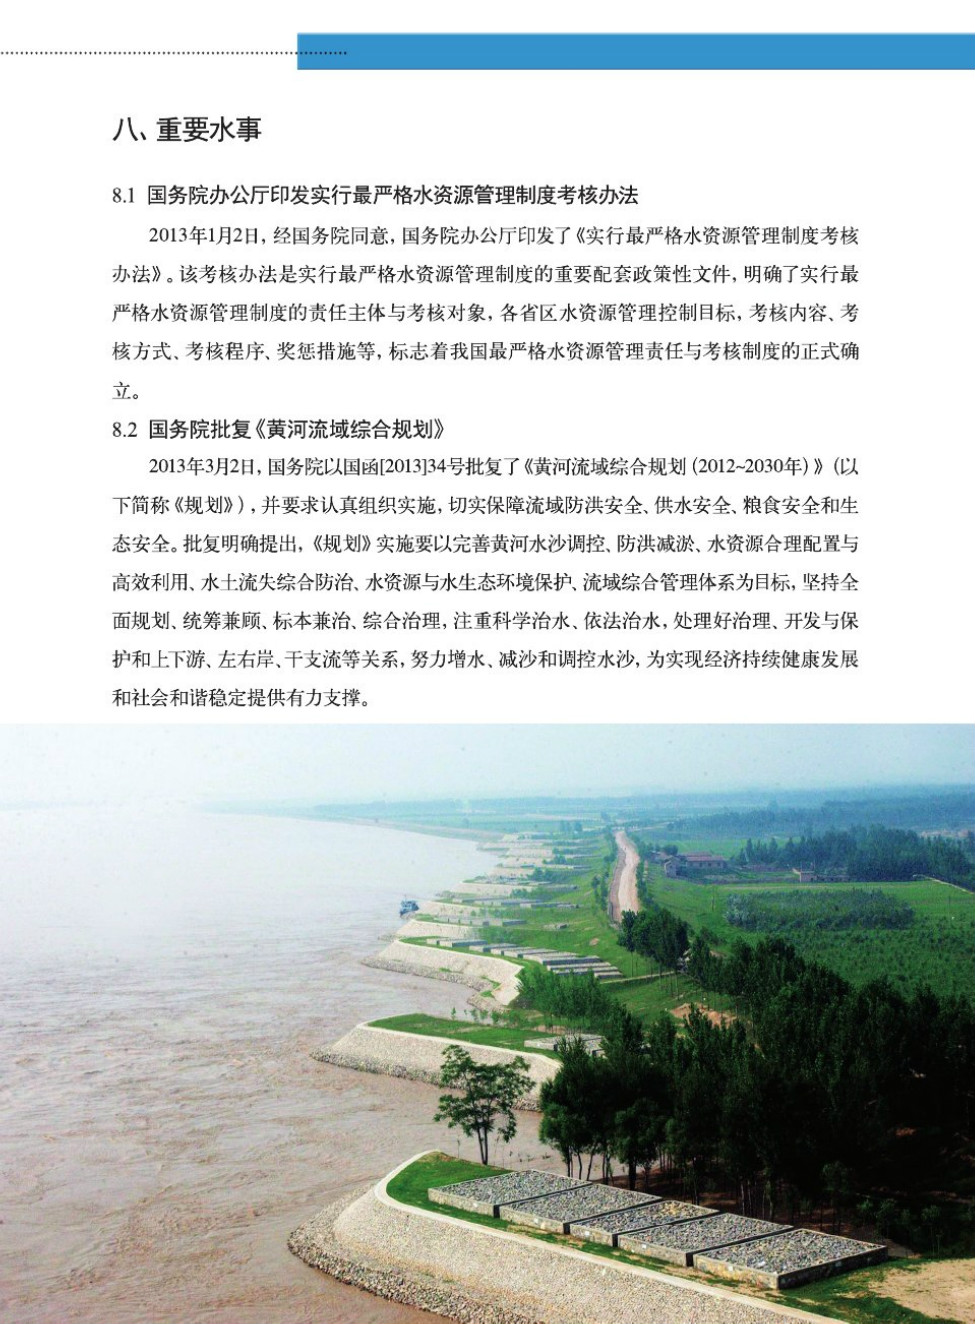 八、重要水事
8.1 国务院办公厅印发实行最严格水资源管理制度考核办法
2013年1月2日，经国务院同意，国务院办公厅印发了《实行最严格水资源管理制度考核
办法》。该考核办法是实行最严格水资源管理制度的重要配套政策性文件，明确了实行最
严格水资源管理制度的责任主体与考核对象，各省区水资源管理控制目标，考核内容、考
核方式、考核程序、奖惩措施等，标志着我国最严格水资源管理责任与考核制度的正式确
立。
8.2 国务院批复《黄河流域综合规划》
2013年3月2日，国务院以国函[2013]34号批复了《黄河流域综合规划（2012~2030年）》（以
下简称《规划》），并要求认真组织实施，切实保障流域防洪安全、供水安全、粮食安全和生
态安全。批复明确提出，《规划》实施要以完善黄河水沙调控、防洪减淤、水资源合理配置与
高效利用、水土流失综合防治、水资源与水生态环境保护、流域综合管理体系为目标，坚持全
面规划、统筹兼顾、标本兼治、综合治理，注重科学治水、依法治水，处理好治理、开发与保
护和上下游、左右岸、干支流等关系，努力增水、减沙和调控水沙，为实现经济持续健康发展
和社会和谐稳定提供有力支撑。